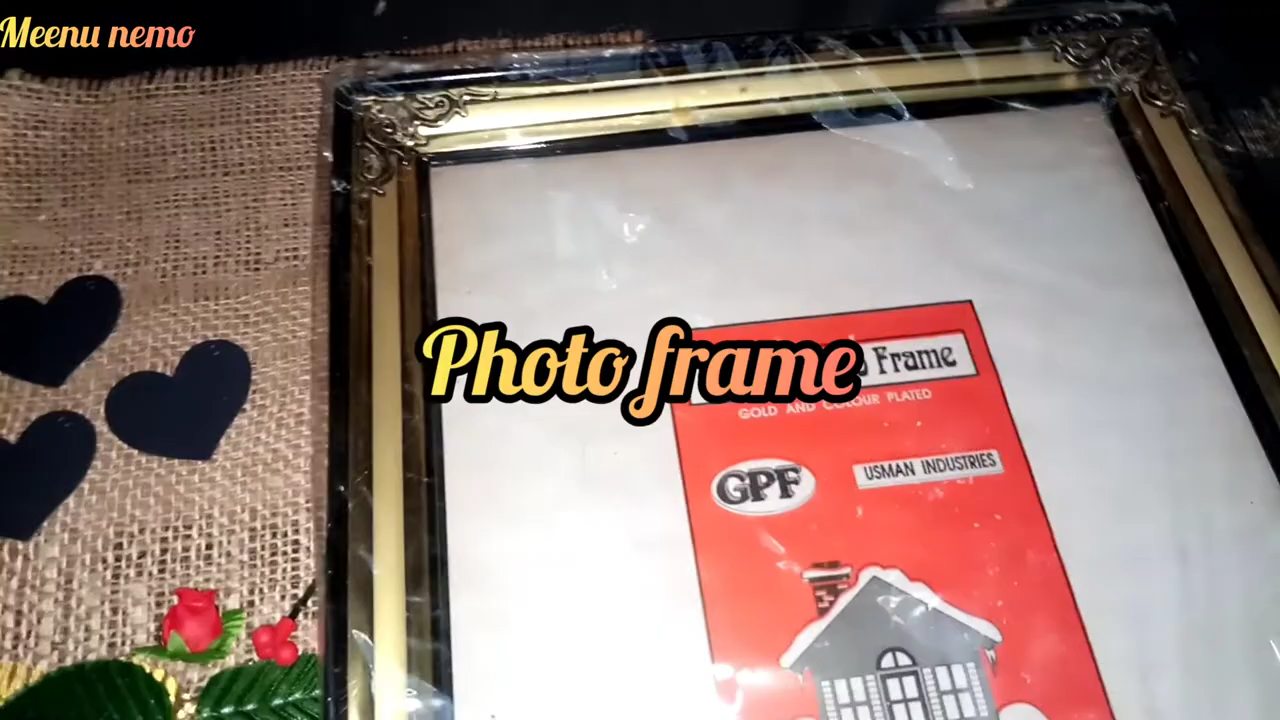 Meenu nemo
Photo frame
Frame
GOLD AND COLOUR PLATED
GPF
USMAN INDUSTRIES